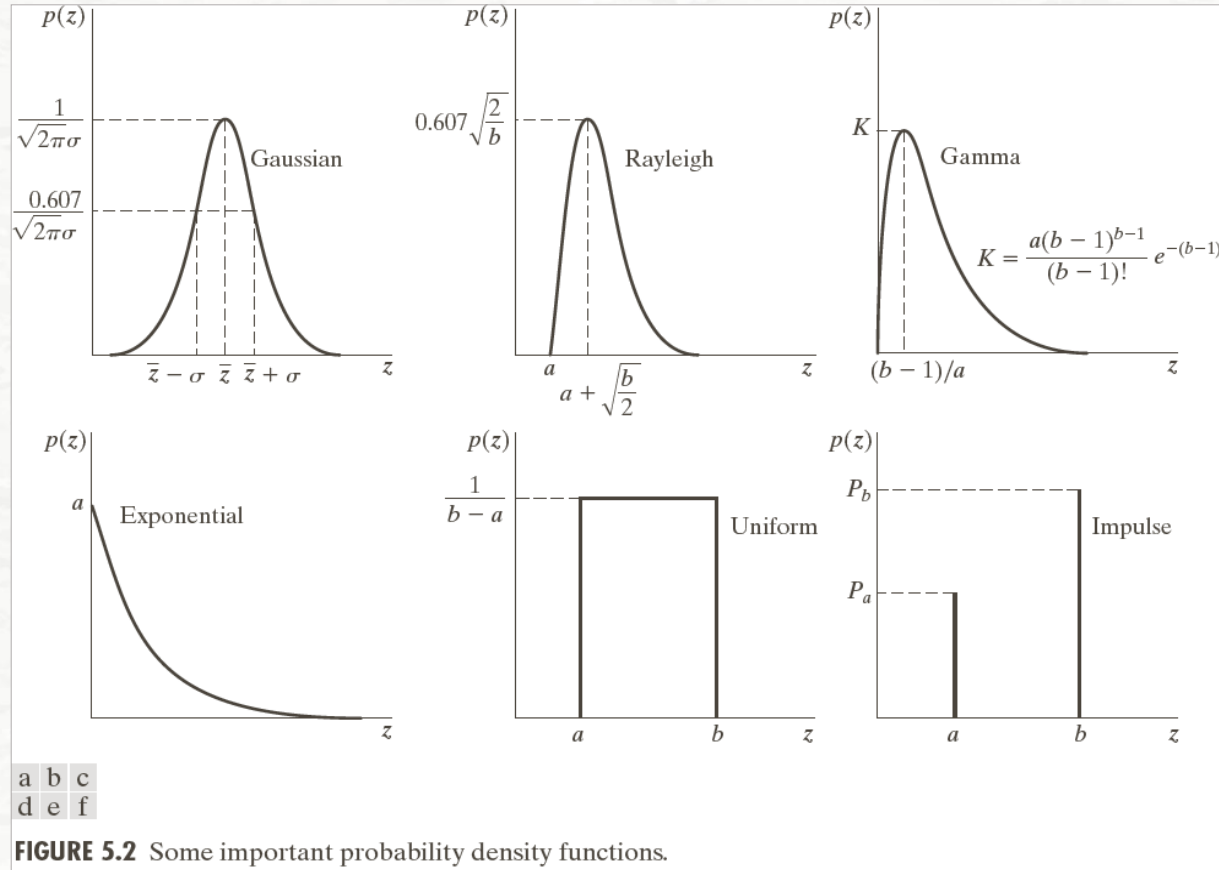 p(z)
1
√2πσ
0.607
√2πσ
Gaussian
z̄ − σ z̄ z̄ + σ z
p(z)
0.607√2/b
Rayleigh
a
a + √b/2
z
p(z)
K
Gamma
K = a(b − 1)^{b−1}/(b − 1)! e^{−(b−1)}
(b − 1)/a z
p(z)
a
Exponential
z
p(z)
1
b − a
Uniform
a b z
p(z)
P_b
Impulse
P_a
a b z
a b c
d e f
FIGURE 5.2 Some important probability density functions.